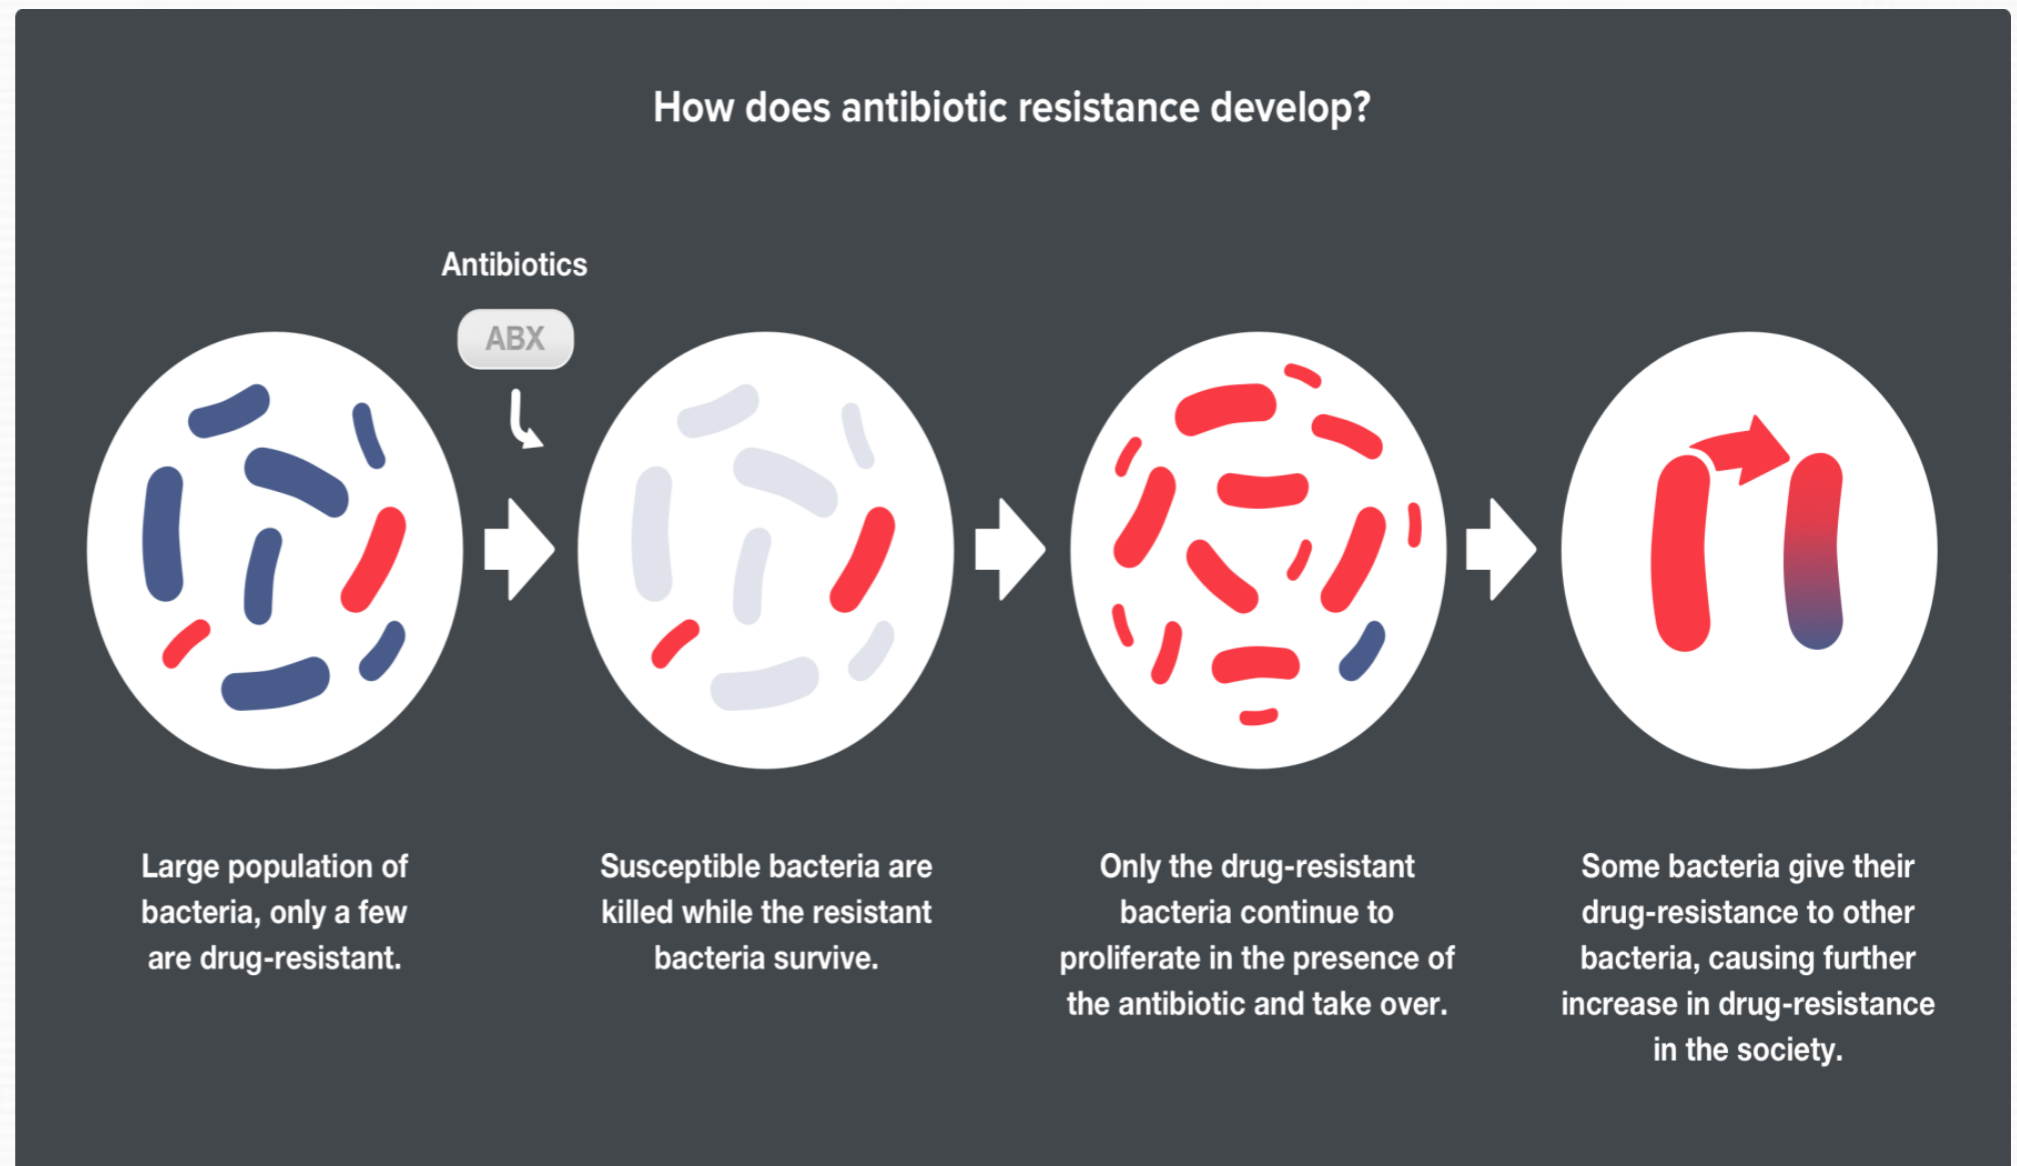 How does antibiotic resistance develop?
Antibiotics
ABX
Large population of
bacteria, only a few
are drug-resistant.
Susceptible bacteria are
killed while the resistant
bacteria survive.
Only the drug-resistant
bacteria continue to
proliferate in the presence of
the antibiotic and take over.
Some bacteria give their
drug-resistance to other
bacteria, causing further
increase in drug-resistance
in the society.